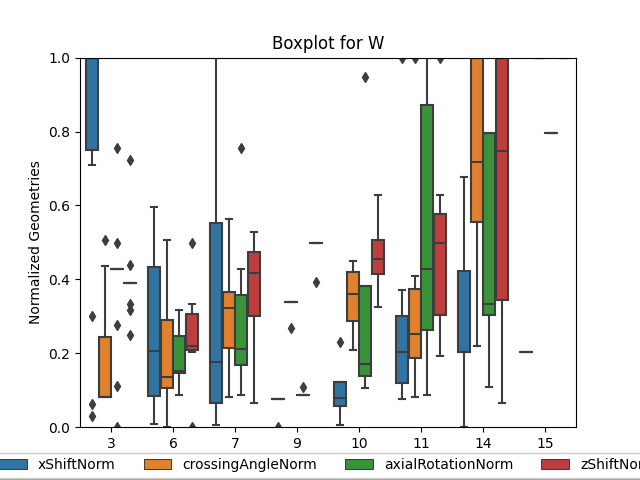 Boxplot for W
Normalized Geometries
1.0
0.8
0.6
0.4
0.2
0.0
3 6 7 9 10 11 14 15
xShiftNorm crossingAngleNorm axialRotationNorm zShiftNor